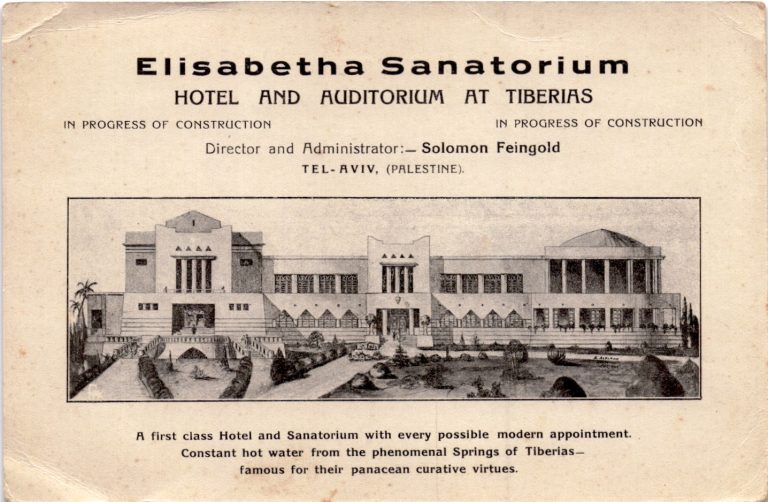 Elisabetha Sanatorium
HOTEL AND AUDITORIUM AT TIBERIAS
IN PROGRESS OF CONSTRUCTION IN PROGRESS OF CONSTRUCTION
Director and Administrator:— Solomon Feingold
TEL-AVIV, (PALESTINE).
A first class Hotel and Sanatorium with every possible modern appointment.
Constant hot water from the phenomenal Springs of Tiberias—
famous for their panacean curative virtues.